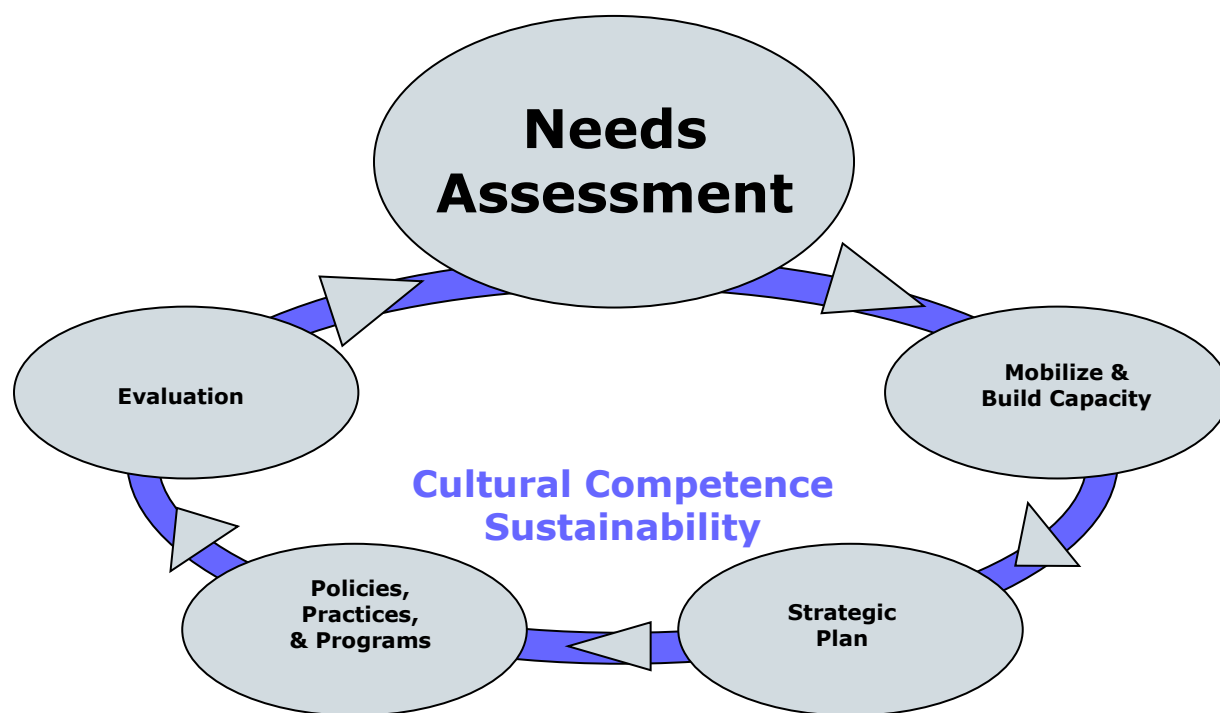 Needs
Assessment
Mobilize &
Build Capacity
Strategic
Plan
Policies,
Practices,
& Programs
Evaluation
Cultural Competence
Sustainability